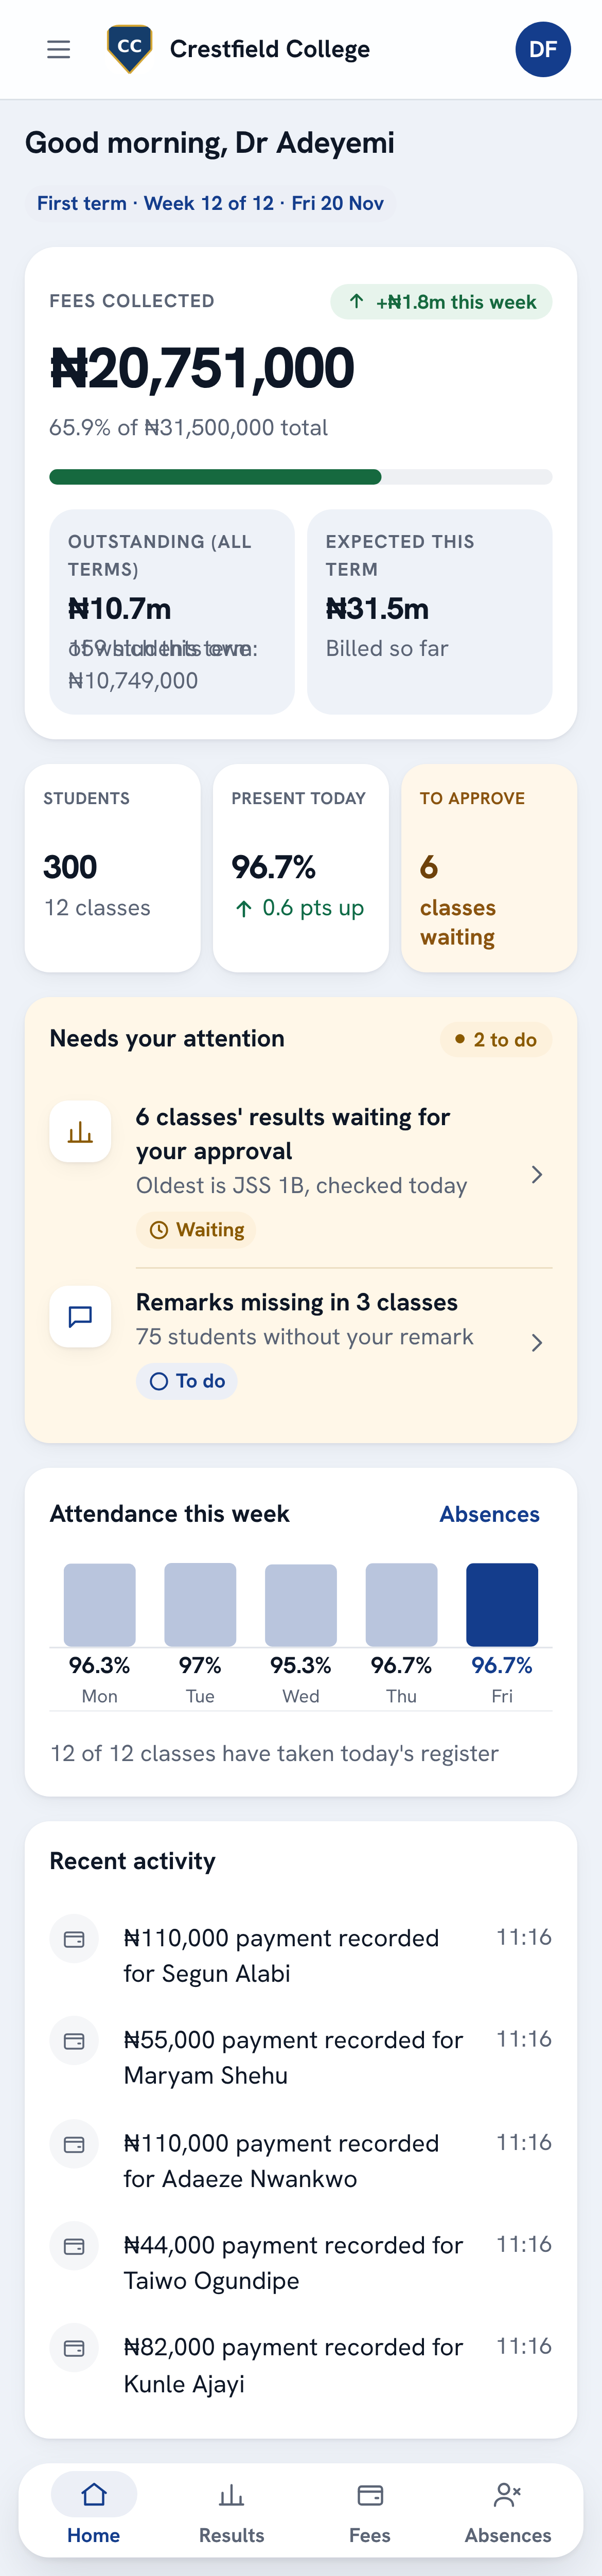 CC
Crestfield College
DF
Good morning, Dr Adeyemi
First term · Week 12 of 12 · Fri 20 Nov
FEES COLLECTED
+₦1.8m this week
₦20,751,000
65.9% of ₦31,500,000 total
OUTSTANDING (ALL
TERMS)
₦10.7m
159 students owe
of which this term:
₦10,749,000
EXPECTED THIS
TERM
₦31.5m
Billed so far
STUDENTS
300
12 classes
PRESENT TODAY
96.7%
0.6 pts up
TO APPROVE
6
classes
waiting
Needs your attention
2 to do
6 classes' results waiting for
your approval
Oldest is JSS 1B, checked today
Waiting
Remarks missing in 3 classes
75 students without your remark
To do
Attendance this week
Absences
96.3%
Mon
97%
Tue
95.3%
Wed
96.7%
Thu
96.7%
Fri
12 of 12 classes have taken today's register
Recent activity
₦110,000 payment recorded
for Segun Alabi
11:16
₦55,000 payment recorded for
Maryam Shehu
11:16
₦110,000 payment recorded
for Adaeze Nwankwo
11:16
₦44,000 payment recorded for
Taiwo Ogundipe
11:16
₦82,000 payment recorded for
Kunle Ajayi
11:16
Home
Results
Fees
Absences